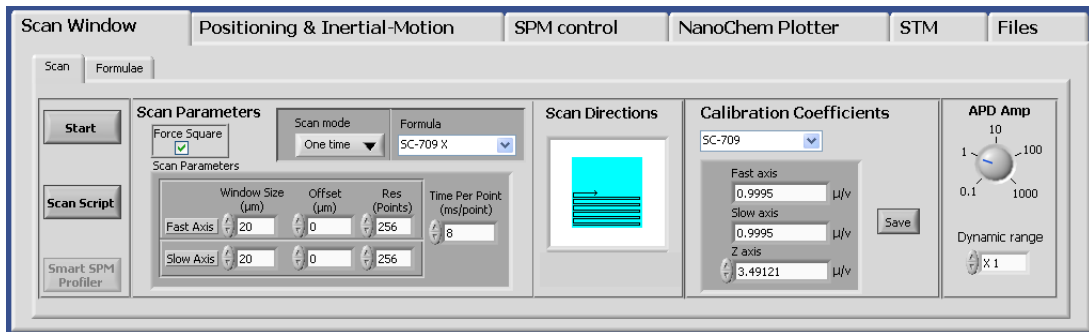 Scan Window
Positioning & Inertial-Motion
SPM control
NanoChem Plotter
STM
Files
Scan
Formulae
Start
Scan Script
Smart SPM
Profiler
Scan Parameters
Force Square
Scan mode
One time
Formula
SC-709 X
Scan Parameters
Window Size
(µm)
Offset
(µm)
Res
(Points)
Time Per Point
(ms/point)
Fast Axis 20 0 256 8
Slow Axis 20 0 256
Scan Directions
Calibration Coefficients
SC-709
Fast axis
0.9995 µ/v
Slow axis
0.9995 µ/v
Z axis
3.49121 µ/v
Save
APD Amp
10
1 100
0.1 1000
Dynamic range
X 1